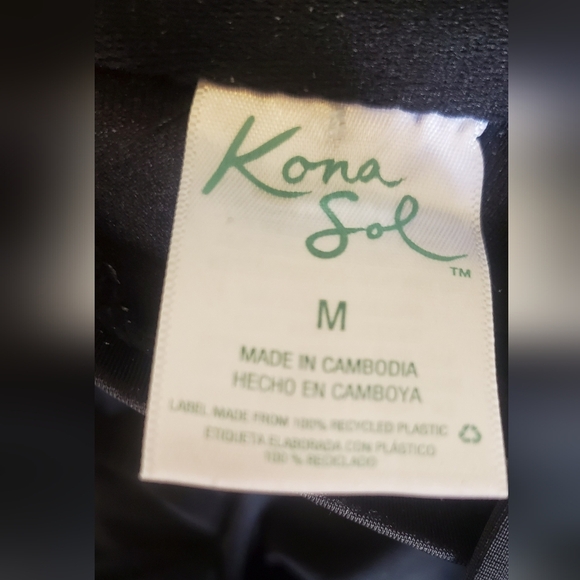 Kona
Sol
™
M
MADE IN CAMBODIA
HECHO EN CAMBOYA
LABEL MADE FROM 100% RECYCLED PLASTIC
ETIQUETA ELABORADA CON PLÁSTICO
100 % RECICLADO